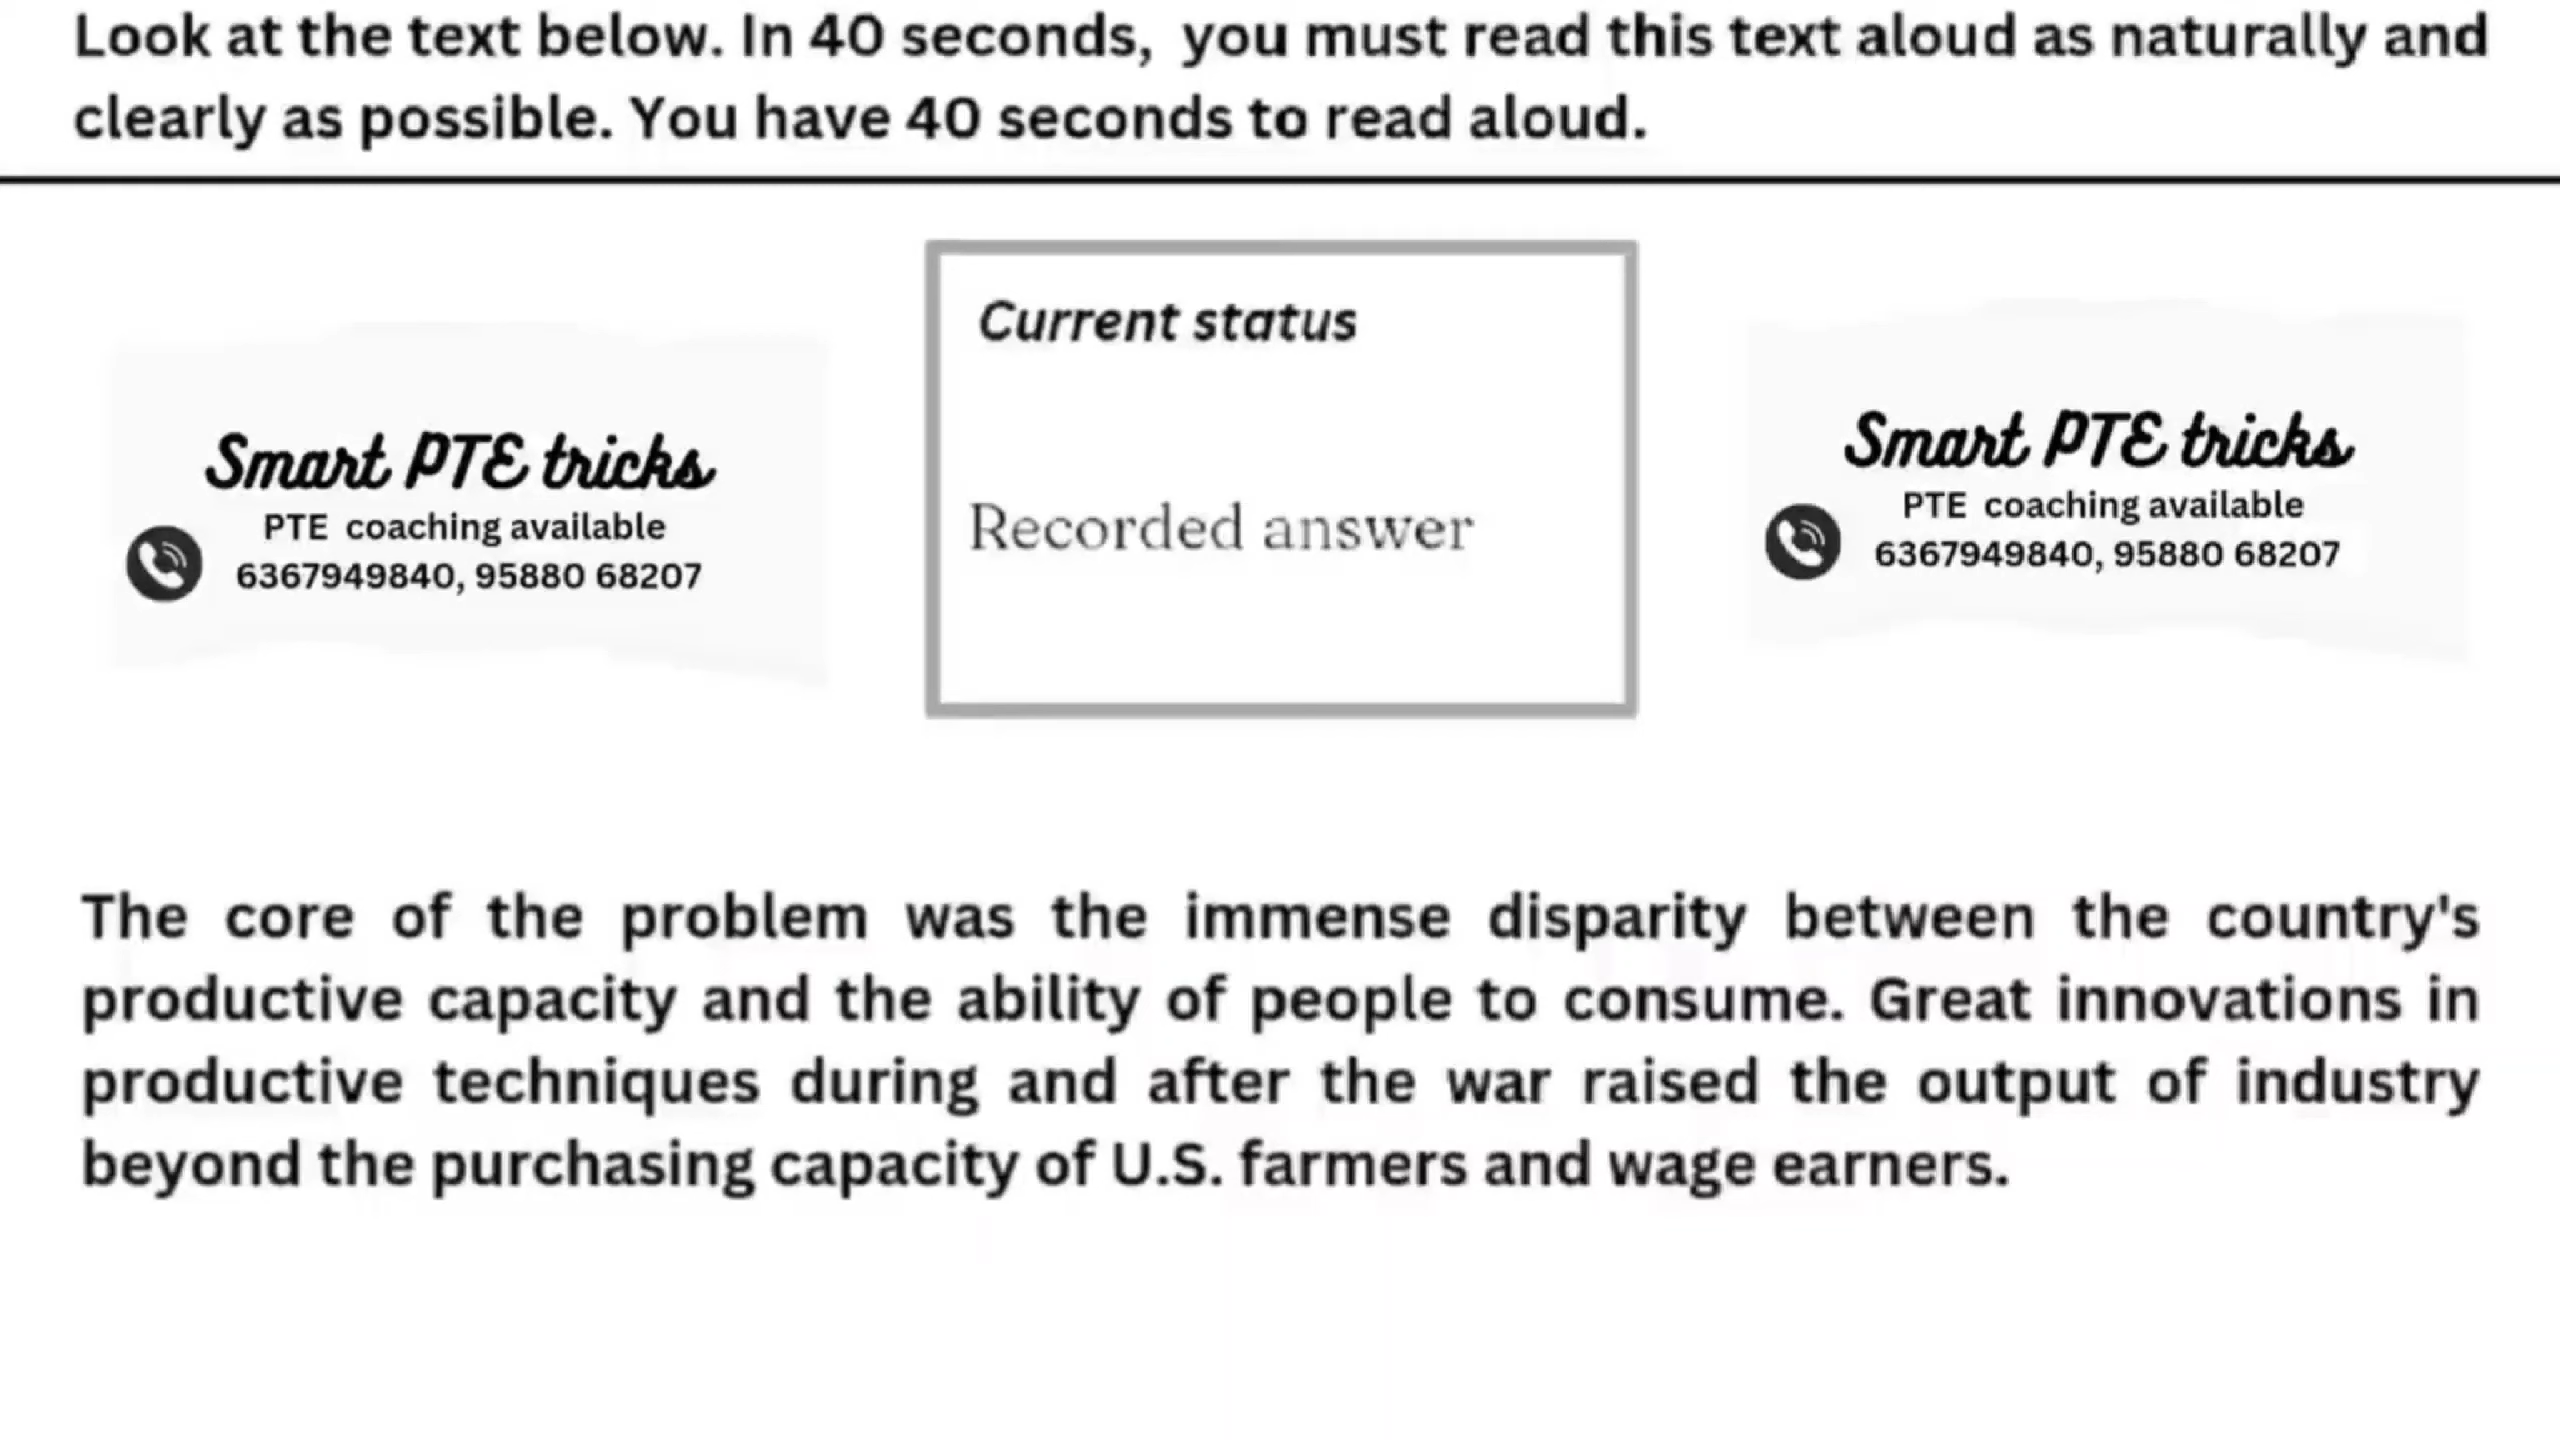 Look at the text below. In 40 seconds, you must read this text aloud as naturally and
clearly as possible. You have 40 seconds to read aloud.
Current status
Recorded answer
Smart PTE tricks
PTE coaching available
6367949840, 95880 68207
Smart PTE tricks
PTE coaching available
6367949840, 95880 68207
The core of the problem was the immense disparity between the country's
productive capacity and the ability of people to consume. Great innovations in
productive techniques during and after the war raised the output of industry
beyond the purchasing capacity of U.S. farmers and wage earners.